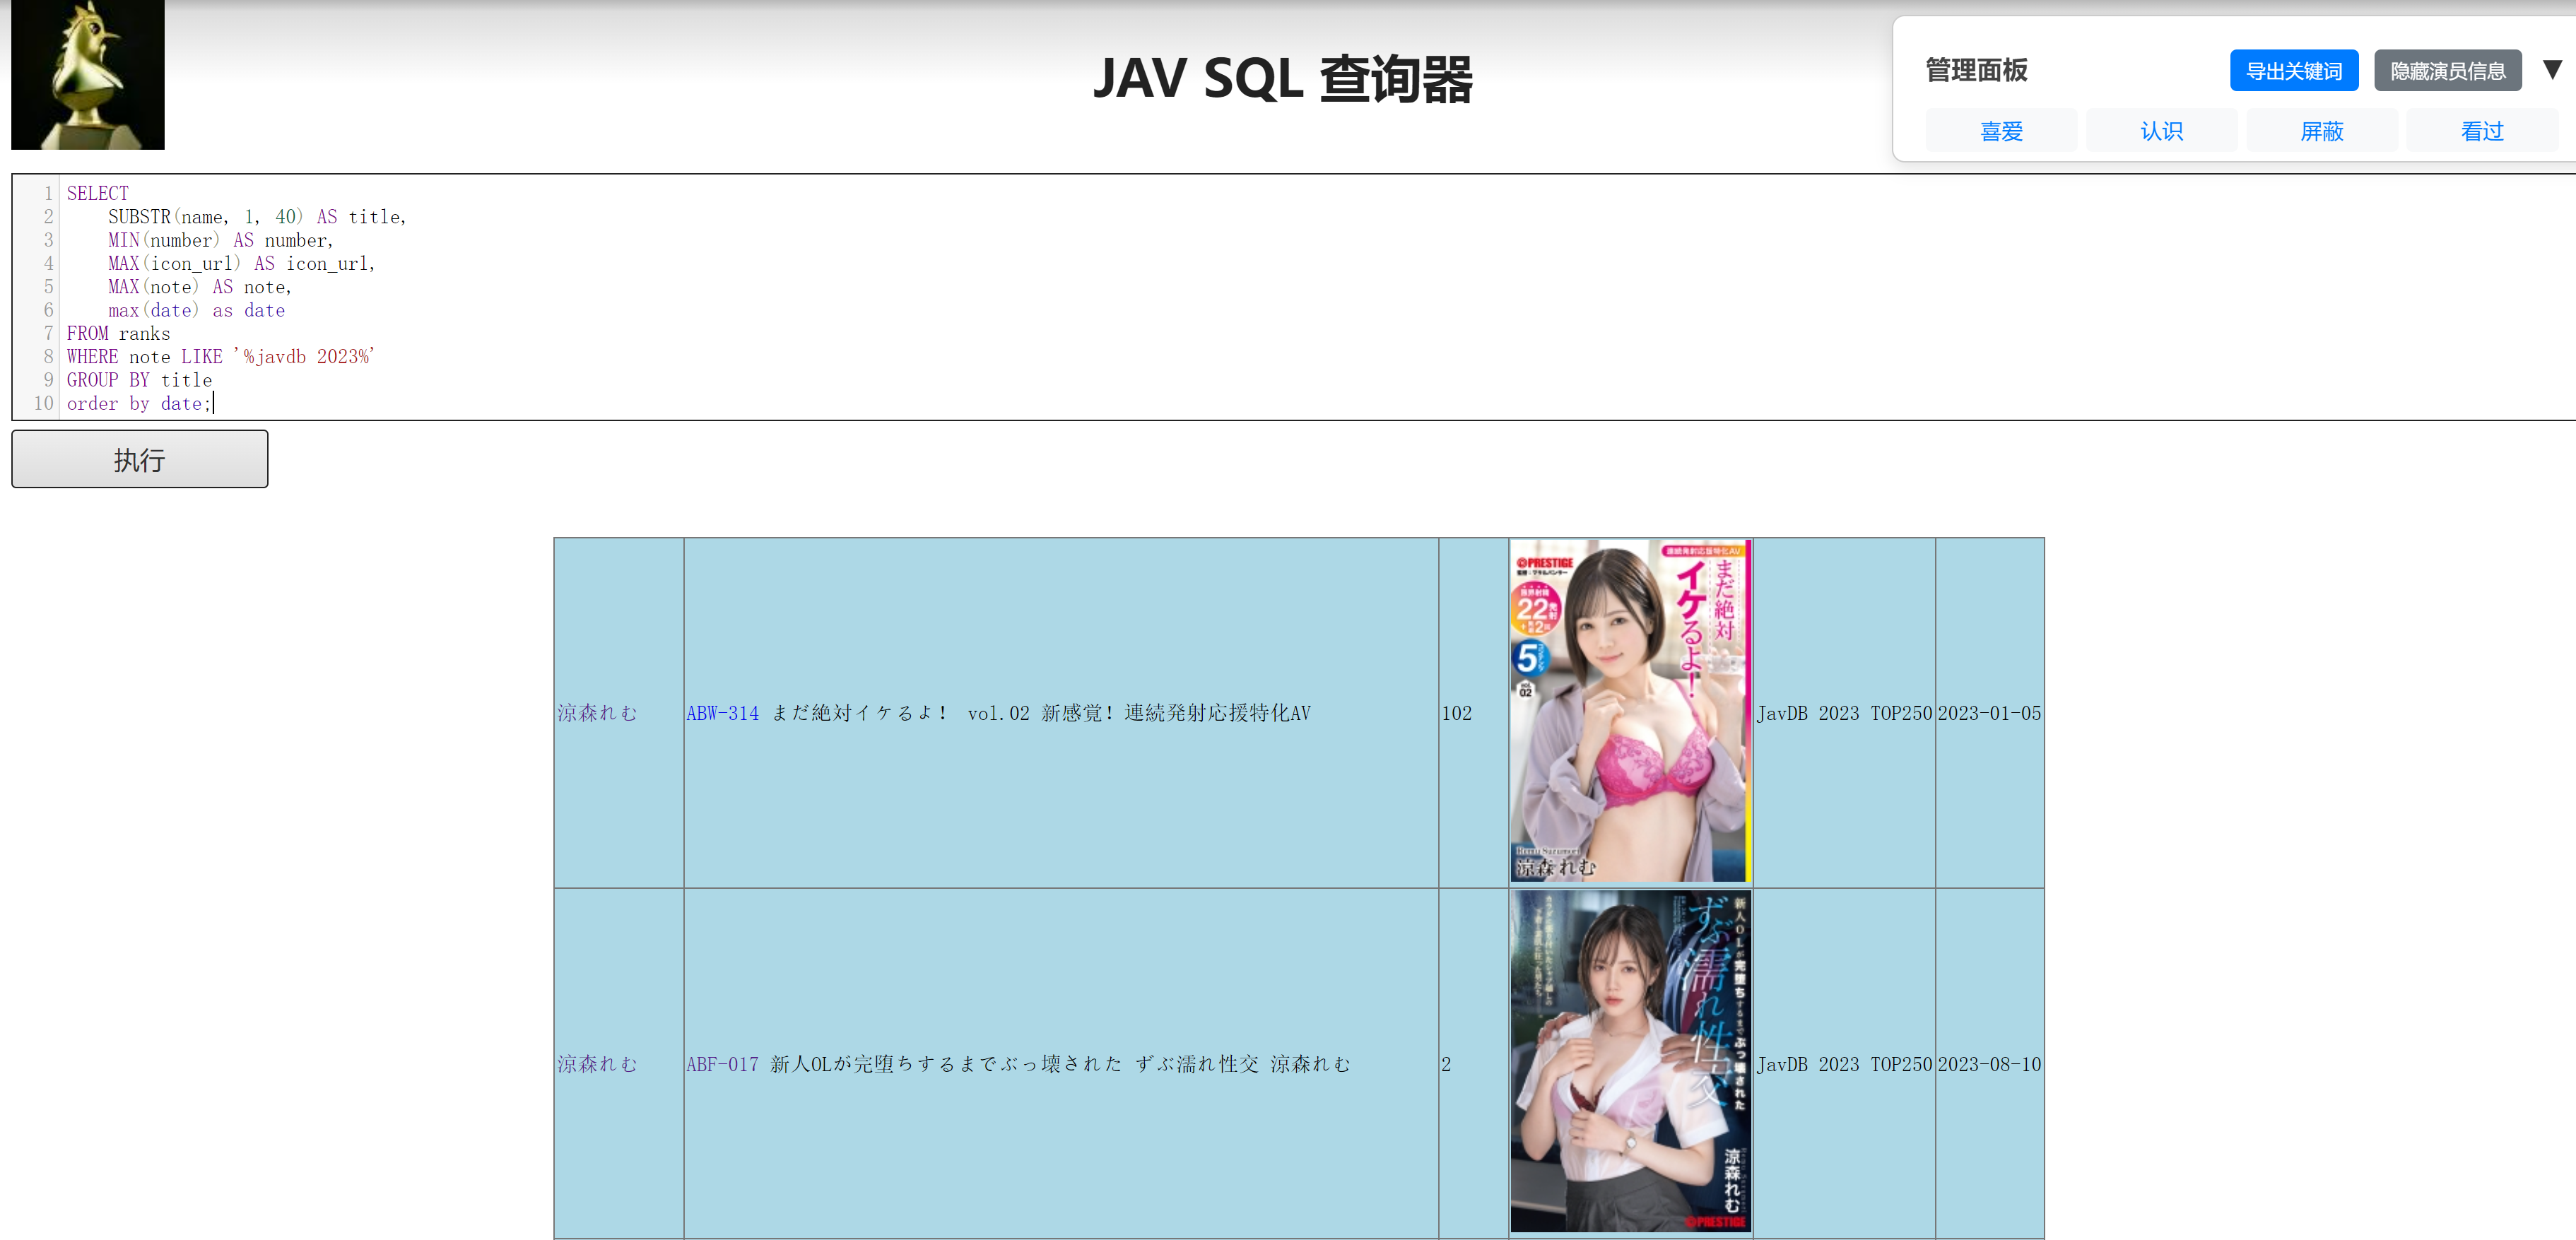 JAV SQL 查询器
管理面板
导出关键词
隐藏演员信息
▼
喜爱
认识
屏蔽
看过
1 SELECT
2 SUBSTR(name, 1, 40) AS title,
3 MIN(number) AS number,
4 MAX(icon_url) AS icon_url,
5 MAX(note) AS note,
6 max(date) as date
7 FROM ranks
8 WHERE note LIKE '%javdb 2023%'
9 GROUP BY title
10 order by date;
执行
涼森れむ
ABW-314 まだ絶対イケるよ! vol.02 新感覚!連続発射応援特化AV
102
連続発射応援特化AV
PRESTIGE
まだ絶対
イケるよ!
22発射
5
02
Remu Suzumori
涼森れむ
JavDB 2023 TOP250
2023-01-05
涼森れむ
ABF-017 新人OLが完堕ちするまでぶっ壊された ずぶ濡れ性交 涼森れむ
2
新人OLが完堕ちするまでぶっ壊された
ずぶ濡れ性交
涼森れむ
PRESTIGE
JavDB 2023 TOP250
2023-08-10